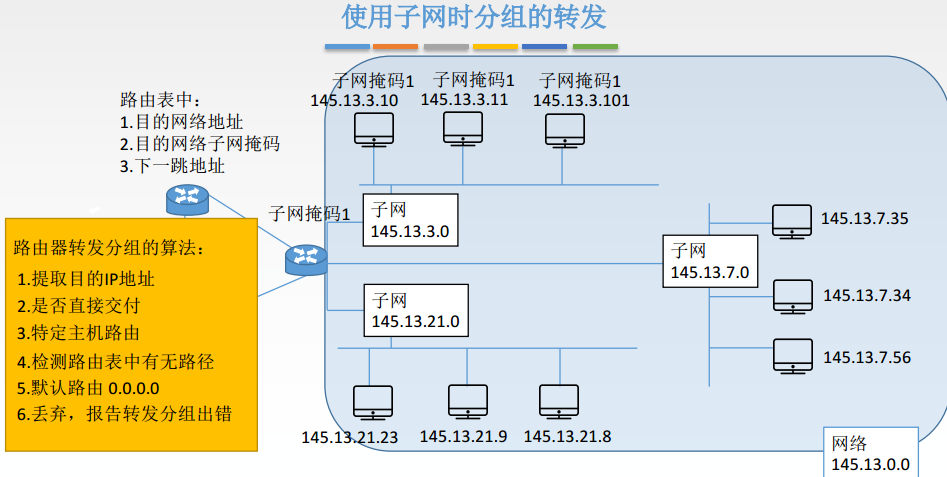 使用子网时分组的转发
子网掩码1
子网掩码1
子网掩码1
145.13.3.10
145.13.3.11
145.13.3.101
路由表中：
1.目的网络地址
2.目的网络子网掩码
3.下一跳地址
子网掩码1
子网
145.13.3.0
子网
145.13.7.0
145.13.7.35
145.13.7.34
145.13.7.56
路由器转发分组的算法：
1.提取目的IP地址
2.是否直接交付
3.特定主机路由
4.检测路由表中有无路径
5.默认路由 0.0.0.0
6.丢弃，报告转发分组出错
子网
145.13.21.0
145.13.21.23
145.13.21.9
145.13.21.8
网络
145.13.0.0